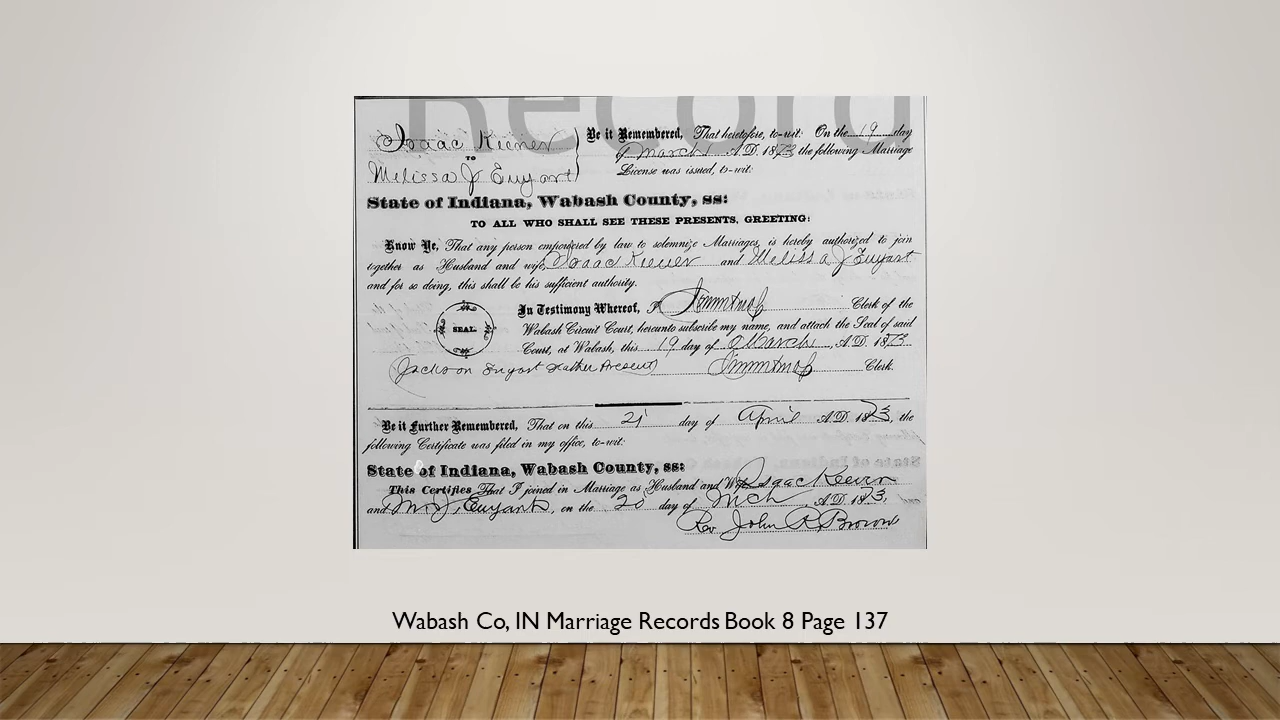 Record
Isaac Keener
TO
Melissa J Enyart
Be it Remembered, That heretofore, to-wit: On the 19 day
of March A.D. 1873 the following Marriage
License was issued, to-wit:
State of Indiana, Wabash County, ss:
TO ALL WHO SHALL SEE THESE PRESENTS, GREETING:
Know Ye, That any person empowered by law to solemnize Marriages, is hereby authorized to join
together as Husband and wife, Isaac Keener and Melissa J Enyart
and for so doing, this shall be his sufficient authority.
SEAL
In Testimony Whereof, I Clerk of the
Wabash Circuit Court, hereunto subscribe my name, and attach the Seal of said
Court, at Wabash, this 19 day of March A.D. 1873
Jackson Enyart Father Present Clerk.
Be it Further Remembered, That on this 21 day of April A.D. 1873, the
following Certificate was filed in my office, to-wit:
State of Indiana, Wabash County, ss:
This Certifies That I joined in Marriage as Husband and Wife Isaac Keener
and M. J. Enyart, on the 20 day of Mch A.D. 1873,
Rev John R Brown
Wabash Co, IN Marriage Records Book 8 Page 137